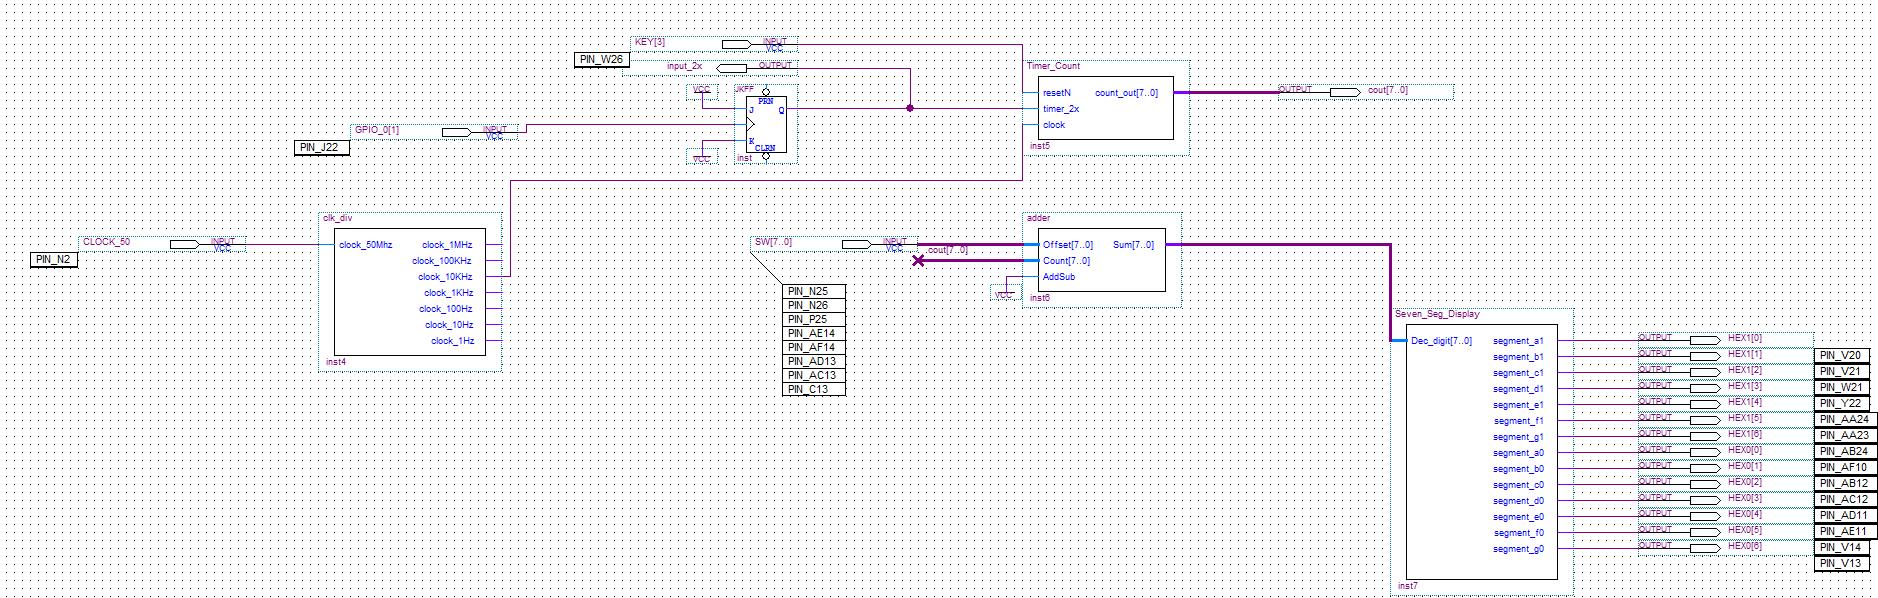 KEY[3] INPUT VCC
PIN_W26
input_2x OUTPUT
Timer_Count
resetN count_out[7..0]
timer_2x
clock
inst5
OUTPUT cout[7..0]
VCC
JKFF
PRN
J Q
K
CLRN
inst
VCC
GPIO_0[1] INPUT VCC
PIN_J22
clk_div
clock_50Mhz clock_1MHz
clock_100KHz
clock_10KHz
clock_1KHz
clock_100Hz
clock_10Hz
clock_1Hz
inst4
CLOCK_50 INPUT VCC
PIN_N2
SW[7..0] INPUT VCC
cout[7..0]
PIN_N25
PIN_N26
PIN_P25
PIN_AE14
PIN_AF14
PIN_AD13
PIN_AC13
PIN_C13
adder
Offset[7..0] Sum[7..0]
Count[7..0]
AddSub
VCC
inst6
Seven_Seg_Display
Dec_digit[7..0] segment_a1
segment_b1
segment_c1
segment_d1
segment_e1
segment_f1
segment_g1
segment_a0
segment_b0
segment_c0
segment_d0
segment_e0
segment_f0
segment_g0
inst7
OUTPUT HEX1[0]
OUTPUT HEX1[1]
OUTPUT HEX1[2]
OUTPUT HEX1[3]
OUTPUT HEX1[4]
OUTPUT HEX1[5]
OUTPUT HEX1[6]
OUTPUT HEX0[0]
OUTPUT HEX0[1]
OUTPUT HEX0[2]
OUTPUT HEX0[3]
OUTPUT HEX0[4]
OUTPUT HEX0[5]
OUTPUT HEX0[6]
PIN_V20
PIN_V21
PIN_W21
PIN_Y22
PIN_AA24
PIN_AA23
PIN_AB24
PIN_AF10
PIN_AB12
PIN_AC12
PIN_AD11
PIN_AE11
PIN_V14
PIN_V13